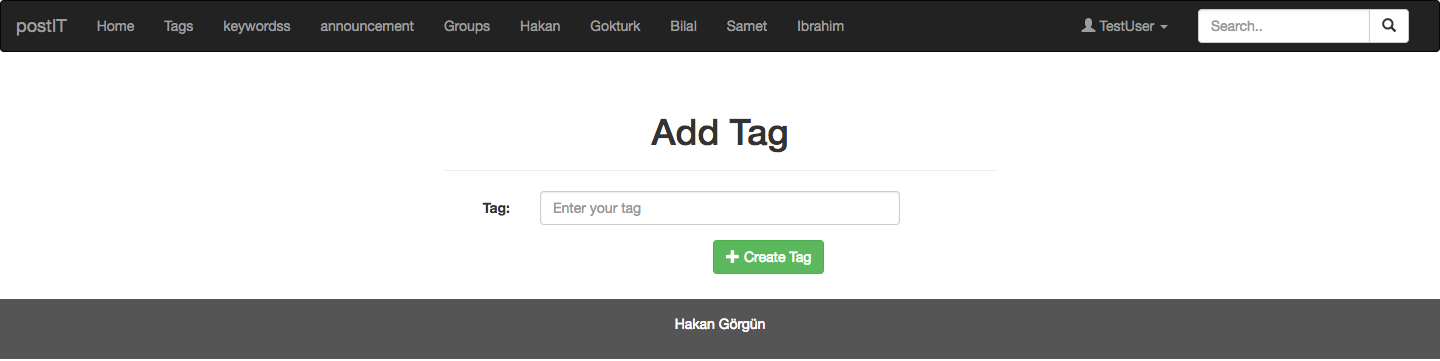 postIT Home Tags keywordss announcement Groups Hakan Gokturk Bilal Samet Ibrahim TestUser Search..
Add Tag
Tag: Enter your tag
Create Tag
Hakan Görgün